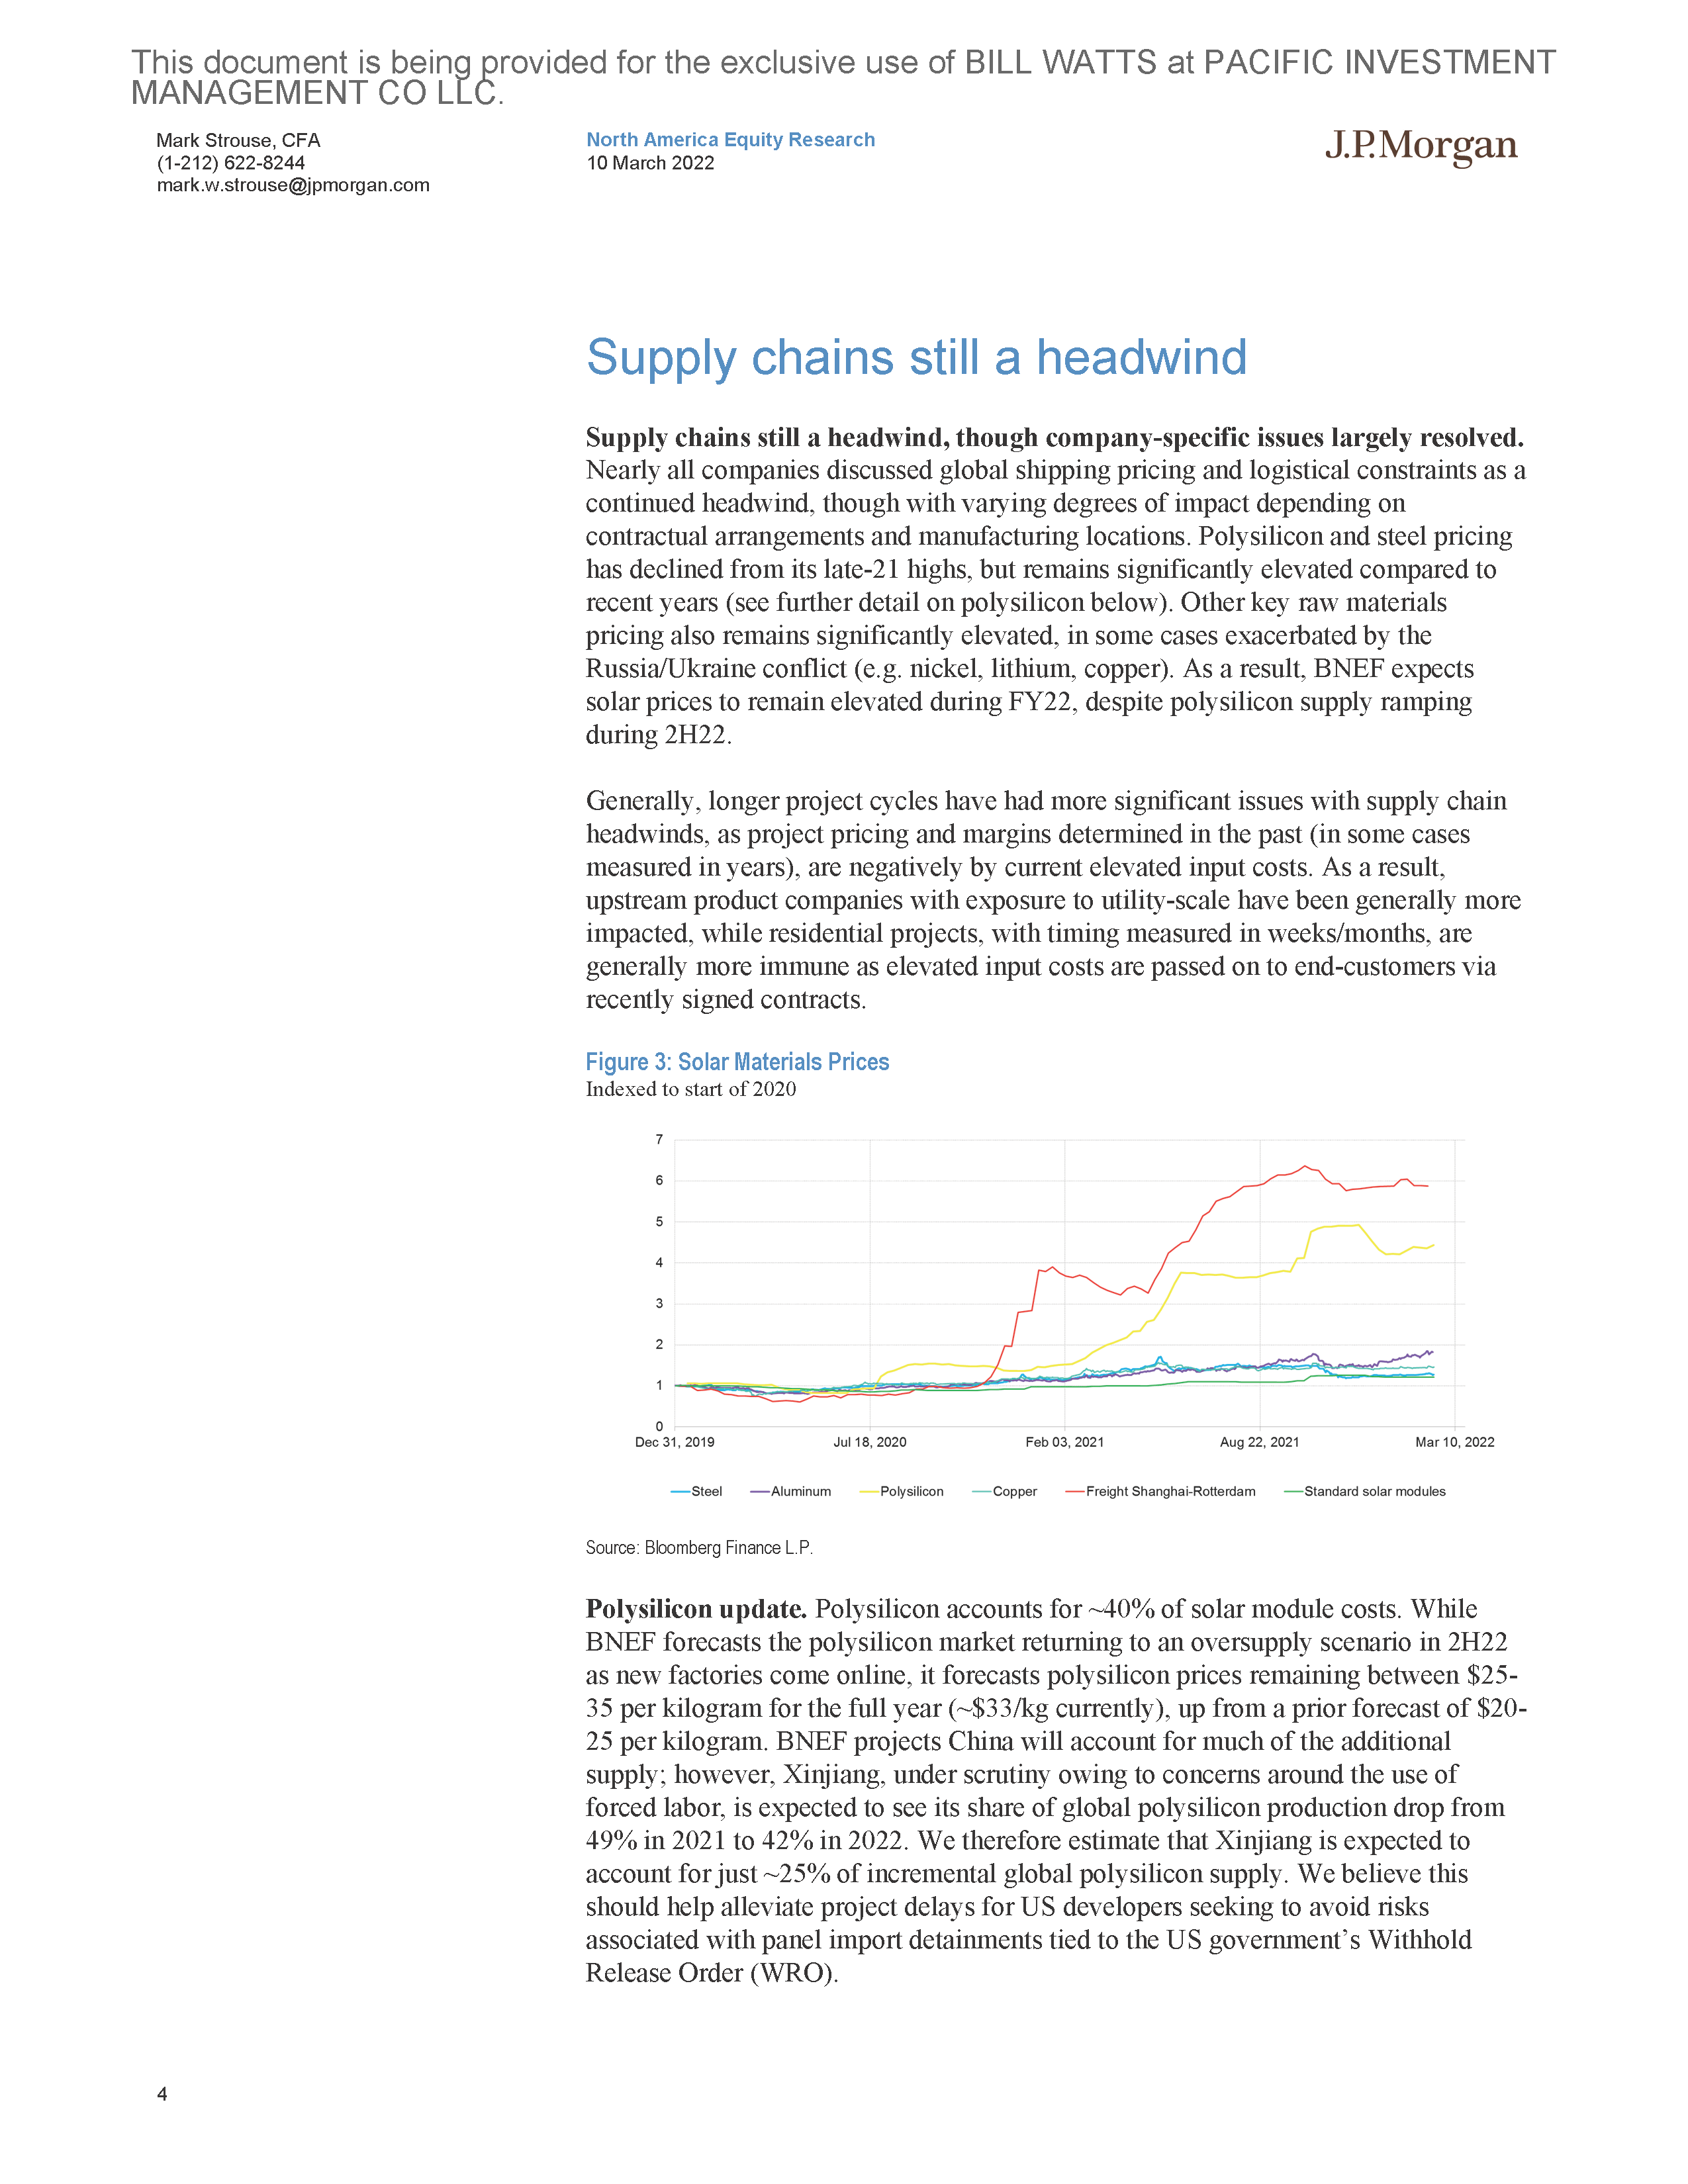 This document is being provided for the exclusive use of BILL WATTS at PACIFIC INVESTMENT
MANAGEMENT CO LLC.
Mark Strouse, CFA
(1-212) 622-8244
mark.w.strouse@jpmorgan.com
North America Equity Research
10 March 2022
J.P.Morgan
Supply chains still a headwind
Supply chains still a headwind, though company-specific issues largely resolved.
Nearly all companies discussed global shipping pricing and logistical constraints as a
continued headwind, though with varying degrees of impact depending on
contractual arrangements and manufacturing locations. Polysilicon and steel pricing
has declined from its late-21 highs, but remains significantly elevated compared to
recent years (see further detail on polysilicon below). Other key raw materials
pricing also remains significantly elevated, in some cases exacerbated by the
Russia/Ukraine conflict (e.g. nickel, lithium, copper). As a result, BNEF expects
solar prices to remain elevated during FY22, despite polysilicon supply ramping
during 2H22.
Generally, longer project cycles have had more significant issues with supply chain
headwinds, as project pricing and margins determined in the past (in some cases
measured in years), are negatively by current elevated input costs. As a result,
upstream product companies with exposure to utility-scale have been generally more
impacted, while residential projects, with timing measured in weeks/months, are
generally more immune as elevated input costs are passed on to end-customers via
recently signed contracts.
Figure 3: Solar Materials Prices
Indexed to start of 2020
7
6
5
4
3
2
1
0
Dec 31, 2019 Jul 18, 2020 Feb 03, 2021 Aug 22, 2021 Mar 10, 2022
Steel Aluminum Polysilicon Copper Freight Shanghai-Rotterdam Standard solar modules
Source: Bloomberg Finance L.P.
Polysilicon update. Polysilicon accounts for ~40% of solar module costs. While
BNEF forecasts the polysilicon market returning to an oversupply scenario in 2H22
as new factories come online, it forecasts polysilicon prices remaining between $25-
35 per kilogram for the full year (~$33/kg currently), up from a prior forecast of $20-
25 per kilogram. BNEF projects China will account for much of the additional
supply; however, Xinjiang, under scrutiny owing to concerns around the use of
forced labor, is expected to see its share of global polysilicon production drop from
49% in 2021 to 42% in 2022. We therefore estimate that Xinjiang is expected to
account for just ~25% of incremental global polysilicon supply. We believe this
should help alleviate project delays for US developers seeking to avoid risks
associated with panel import detainments tied to the US government’s Withhold
Release Order (WRO).
4